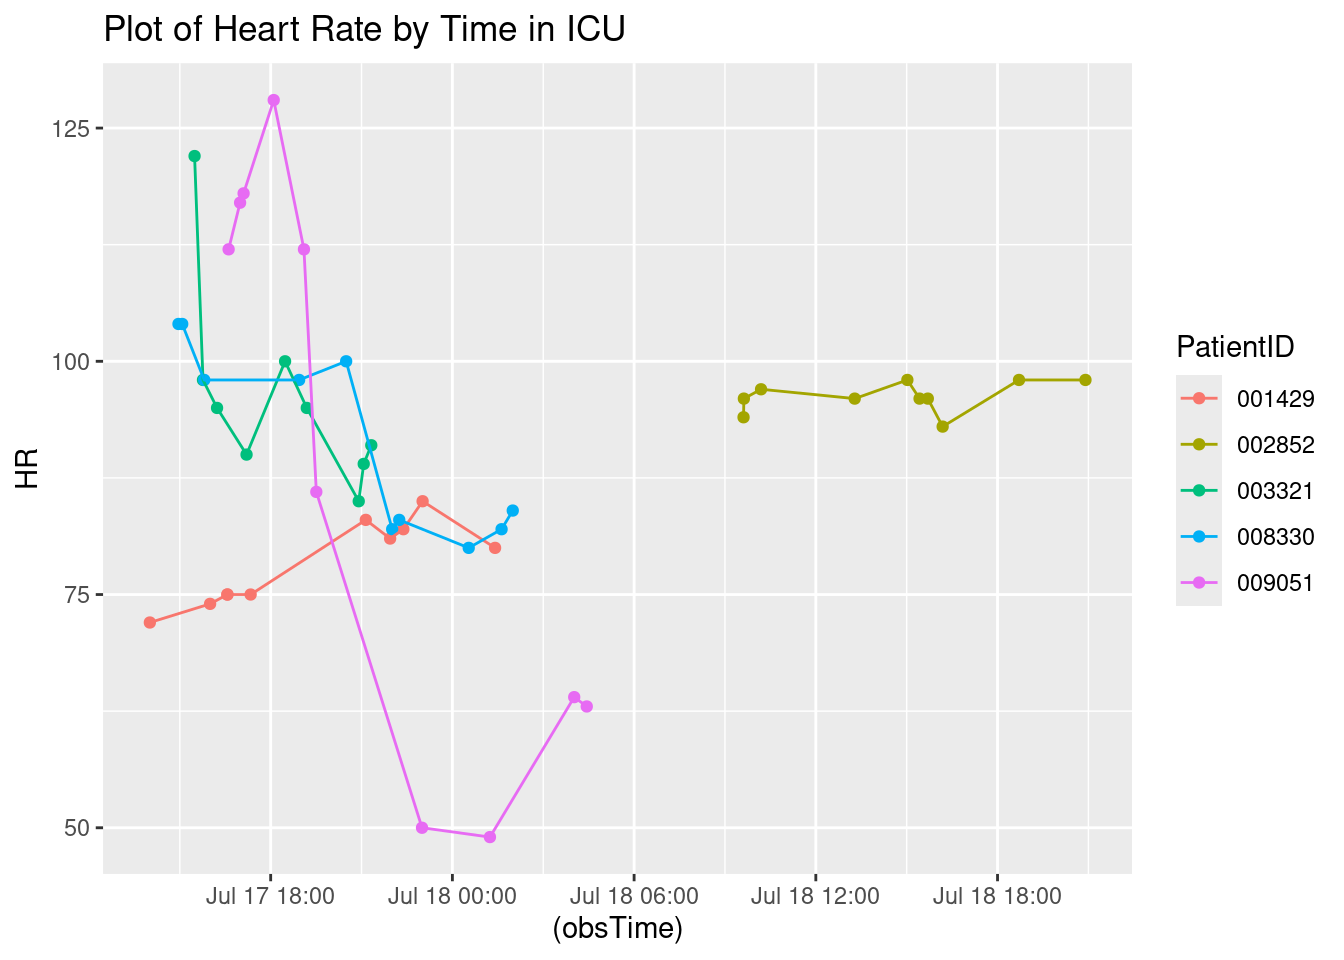 Plot of Heart Rate by Time in ICU
HR
125
100
75
50
Jul 17 18:00
Jul 18 00:00
Jul 18 06:00
Jul 18 12:00
Jul 18 18:00
(obsTime)
PatientID
001429
002852
003321
008330
009051